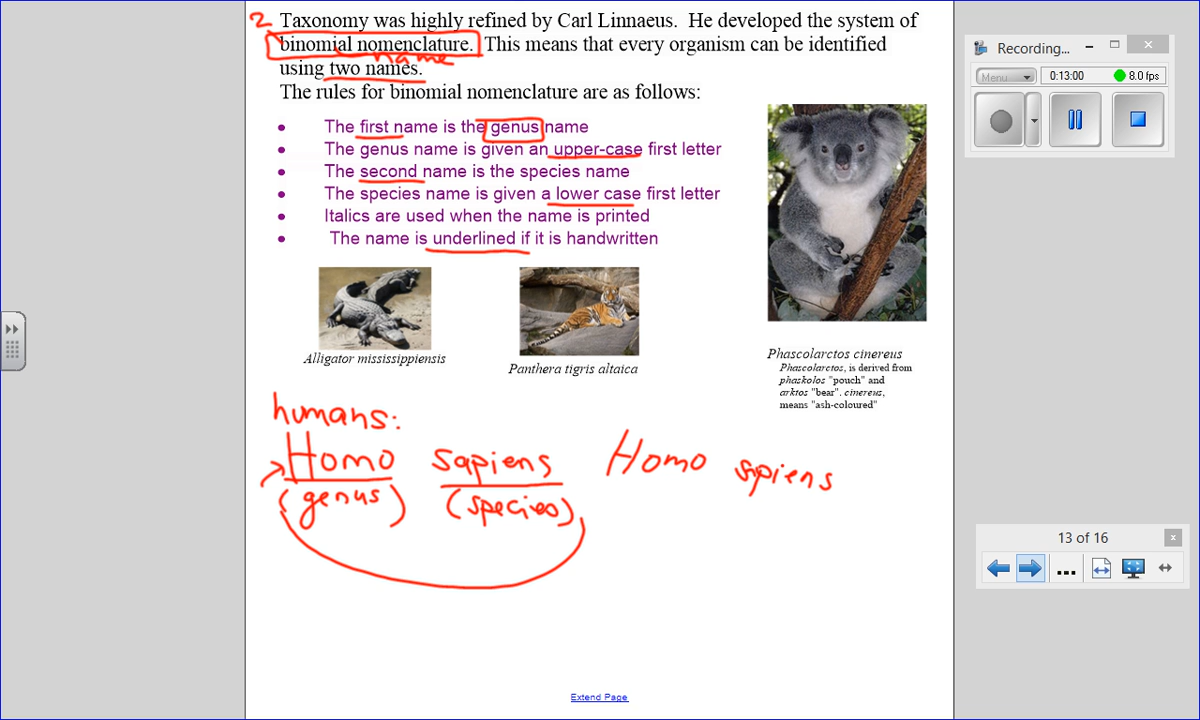 2 Taxonomy was highly refined by Carl Linnaeus. He developed the system of
binomial nomenclature. This means that every organism can be identified
name
using two names.
The rules for binomial nomenclature are as follows:
• The first name is the genus name
• The genus name is given an upper-case first letter
• The second name is the species name
• The species name is given a lower case first letter
• Italics are used when the name is printed
• The name is underlined if it is handwritten
Alligator mississippiensis
Panthera tigris altaica
Phascolarctos cinereus
Phascolarctos, is derived from
phaskolos "pouch" and
arktos "bear". cinereus,
means "ash-coloured"
humans:
Homo sapiens Homo sapiens
(genus) (species)
Extend Page
Recording...
Menu 0:13:00 8.0 fps
13 of 16